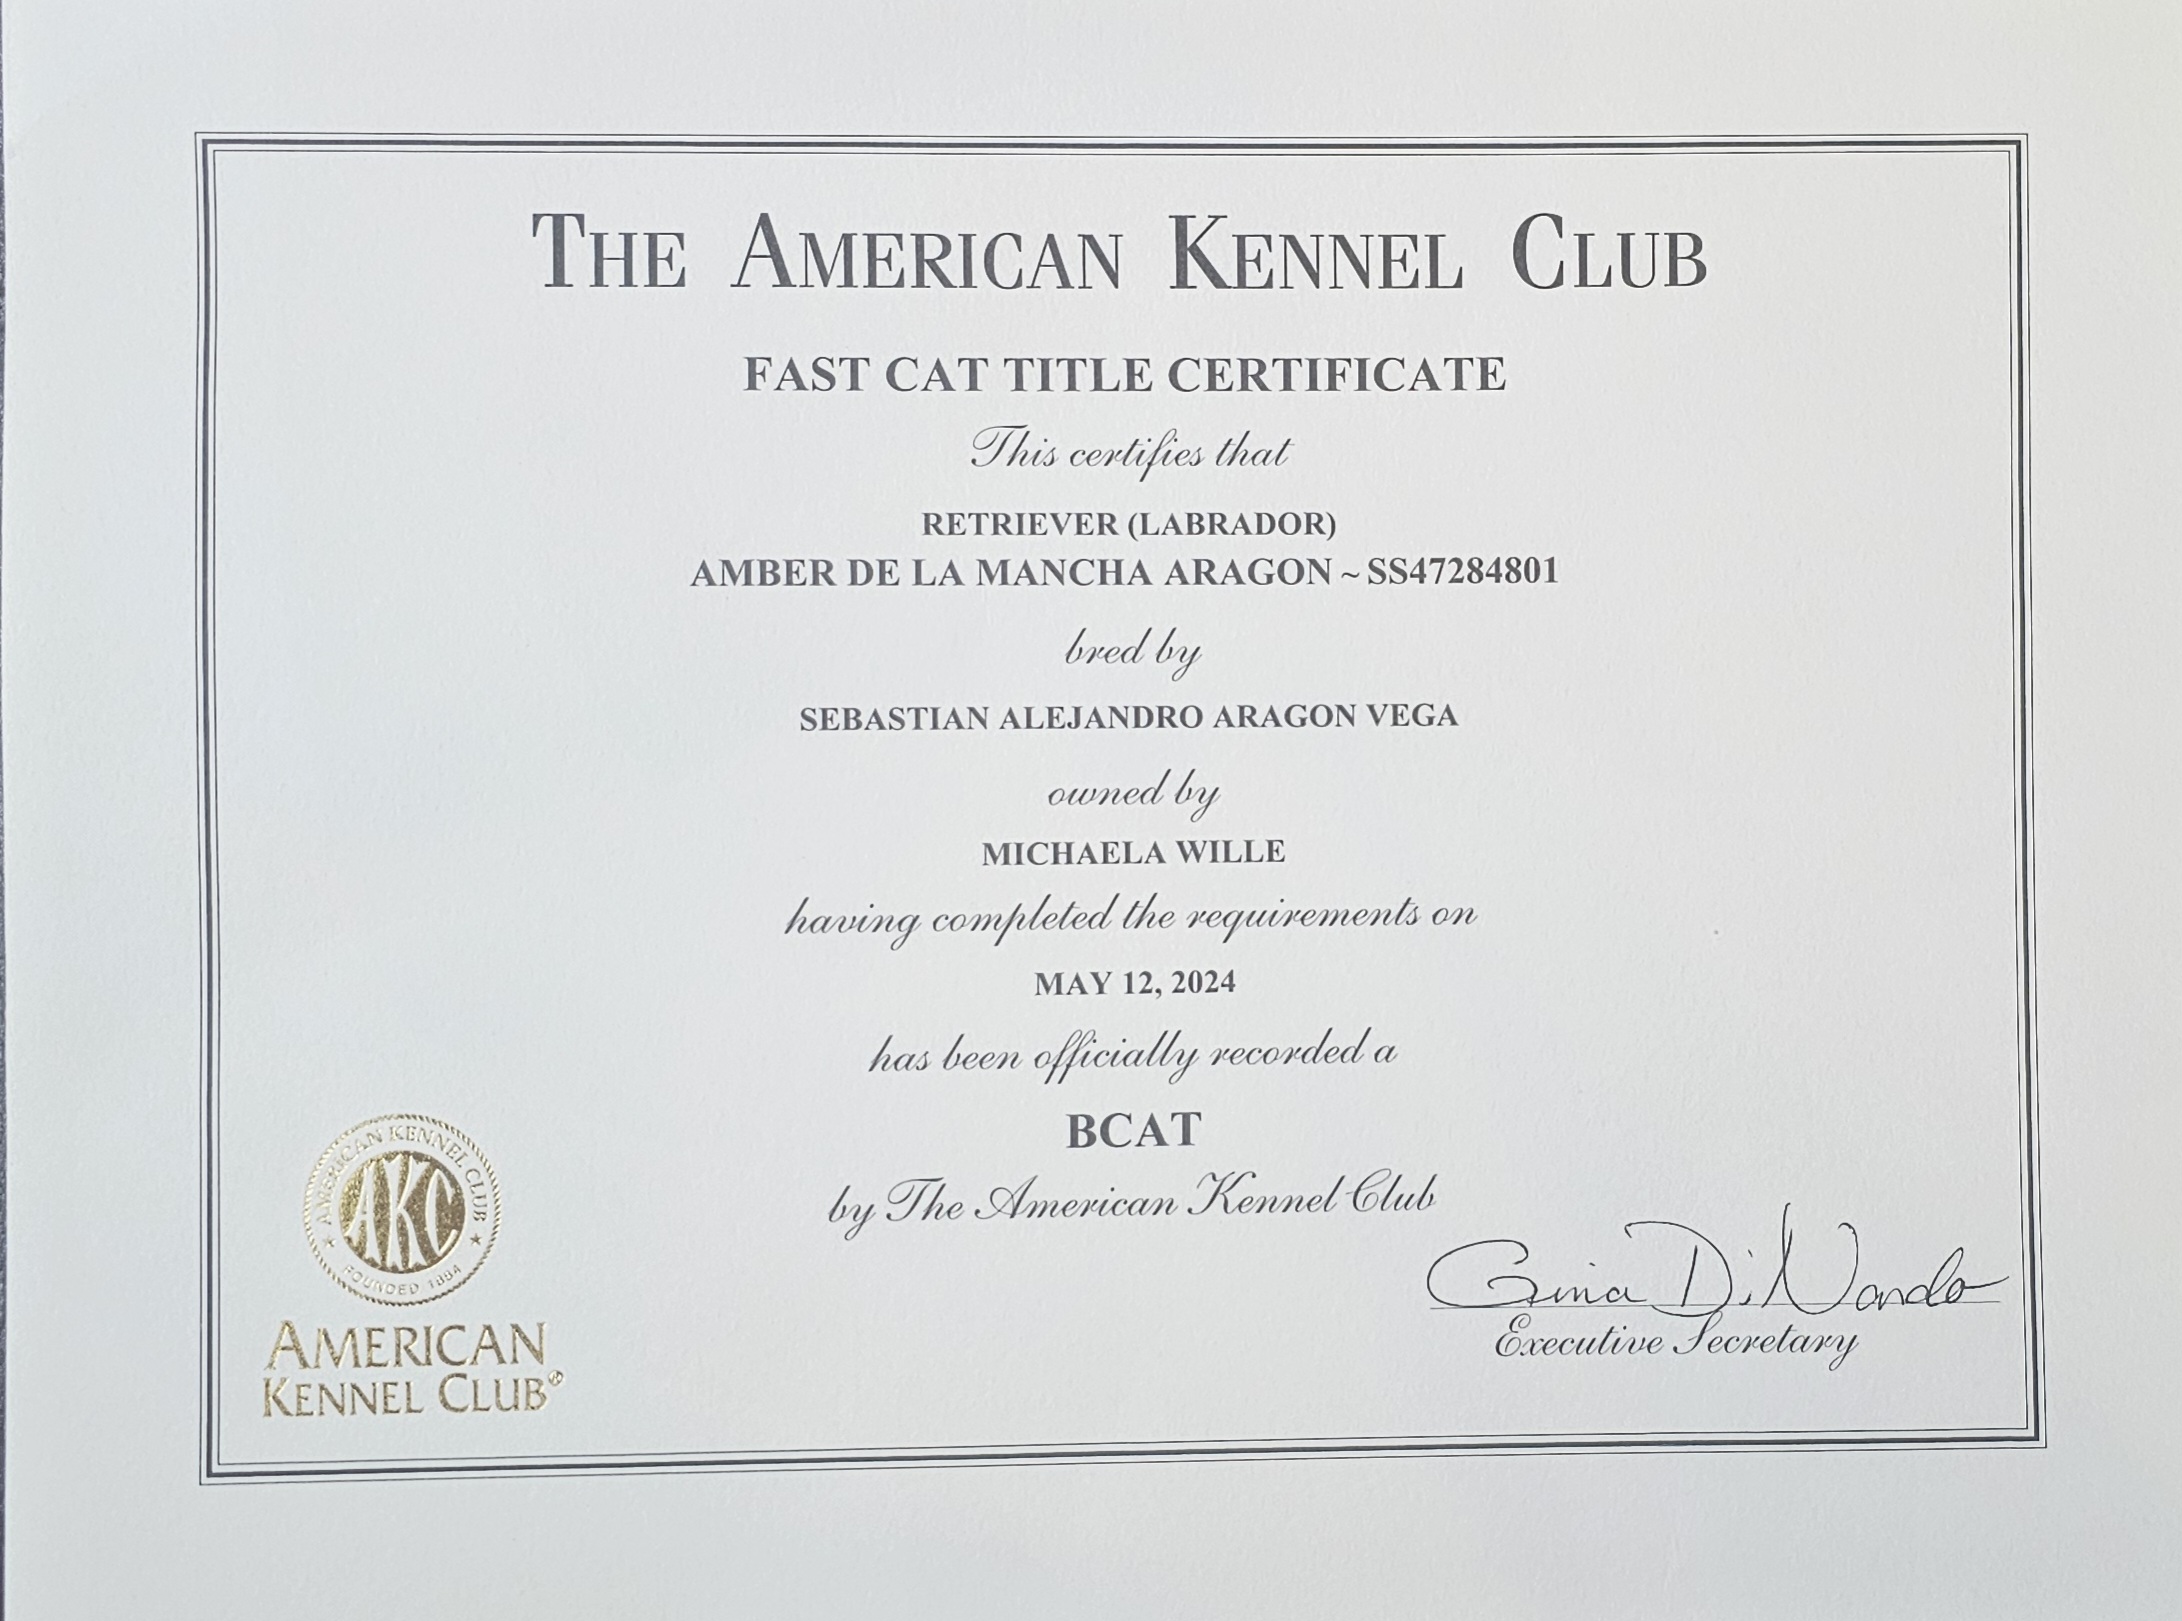 THE AMERICAN KENNEL CLUB
FAST CAT TITLE CERTIFICATE
This certifies that
RETRIEVER (LABRADOR)
AMBER DE LA MANCHA ARAGON ~ SS47284801
bred by
SEBASTIAN ALEJANDRO ARAGON VEGA
owned by
MICHAELA WILLE
having completed the requirements on
MAY 12, 2024
has been officially recorded a
BCAT
by The American Kennel Club
AMERICAN KENNEL CLUB
AKC
FOUNDED 1884
AMERICAN
KENNEL CLUB®
Gina DiNardo
Executive Secretary